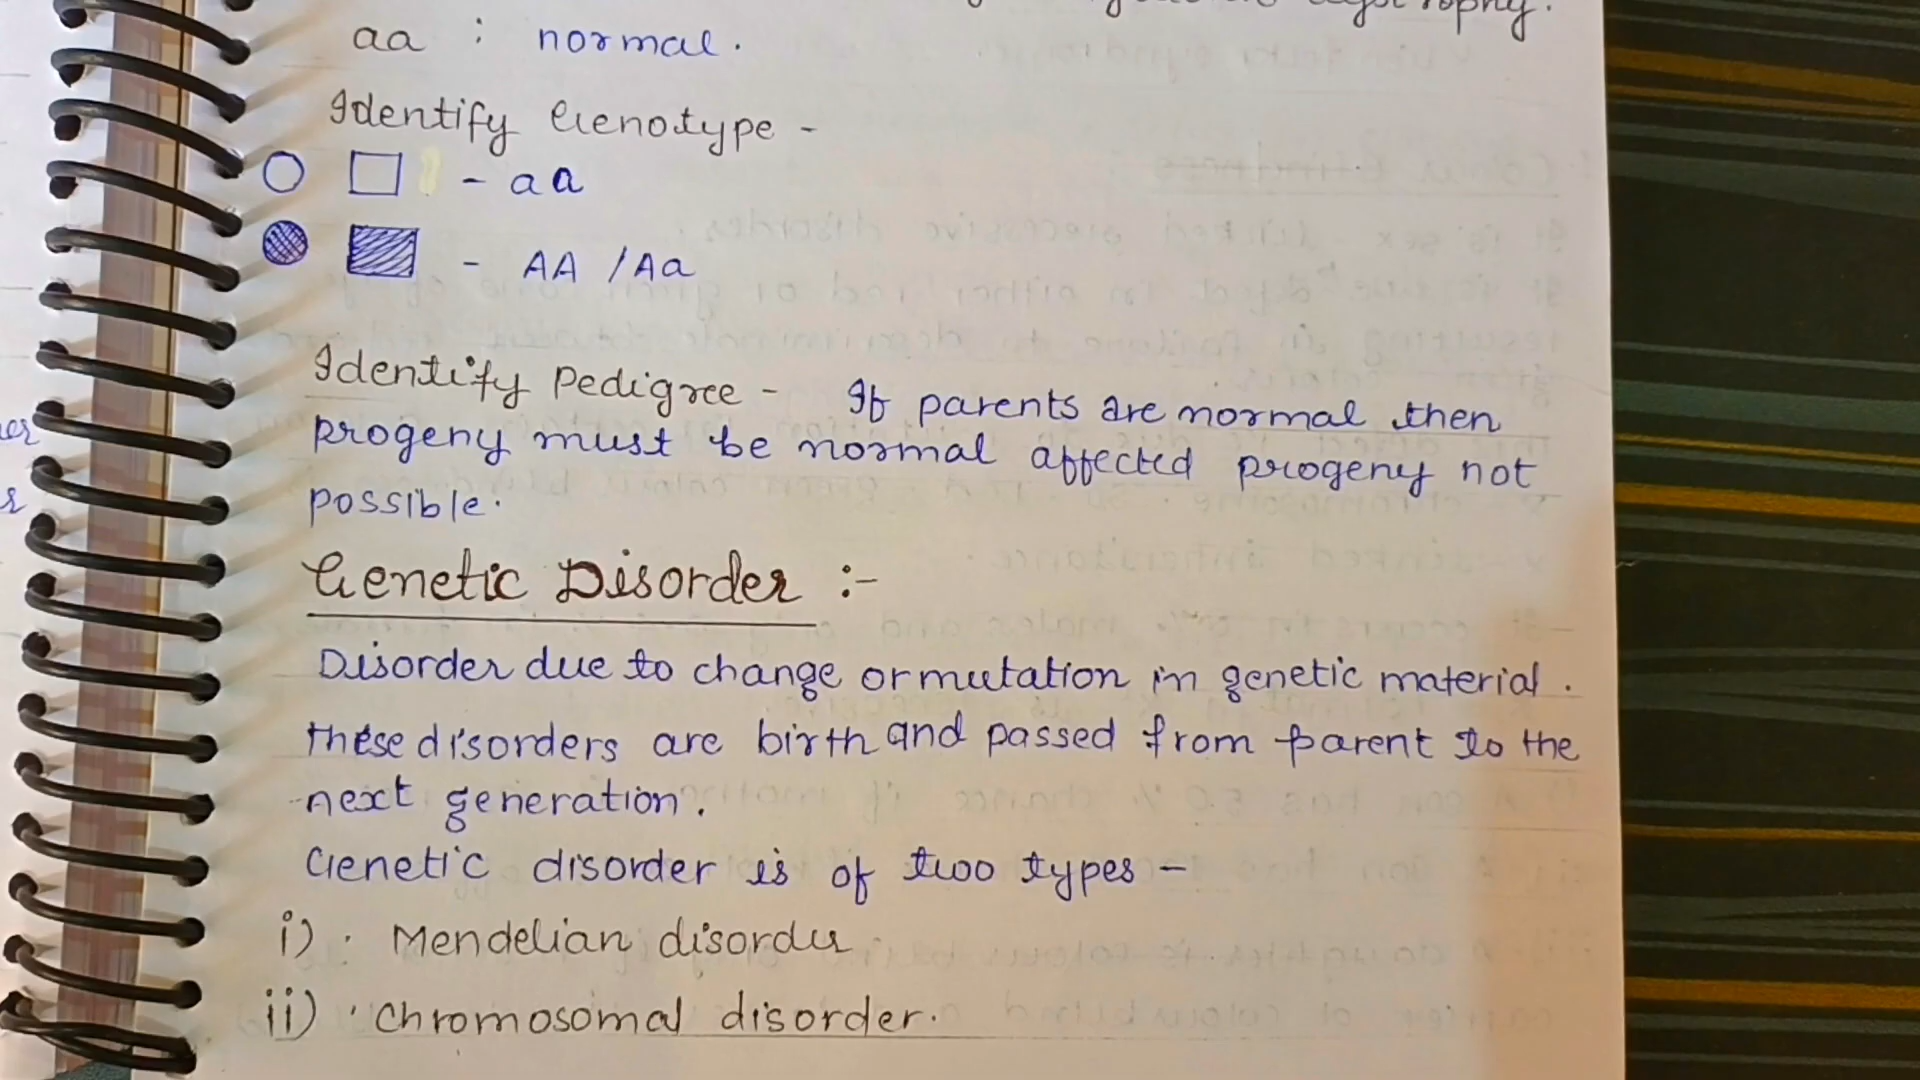 dystrophy.
aa : normal.
Identify Genotype -
- aa
- AA / Aa
Identify Pedigree - If parents are normal then
progeny must be normal affected progeny not
possible.
Genetic Disorder :-
Disorder due to change or mutation in genetic material.
these disorders are birth and passed from parent to the
next generation.
Genetic disorder is of two types -
i) . Mendelian disorder
ii) . Chromosomal disorder.